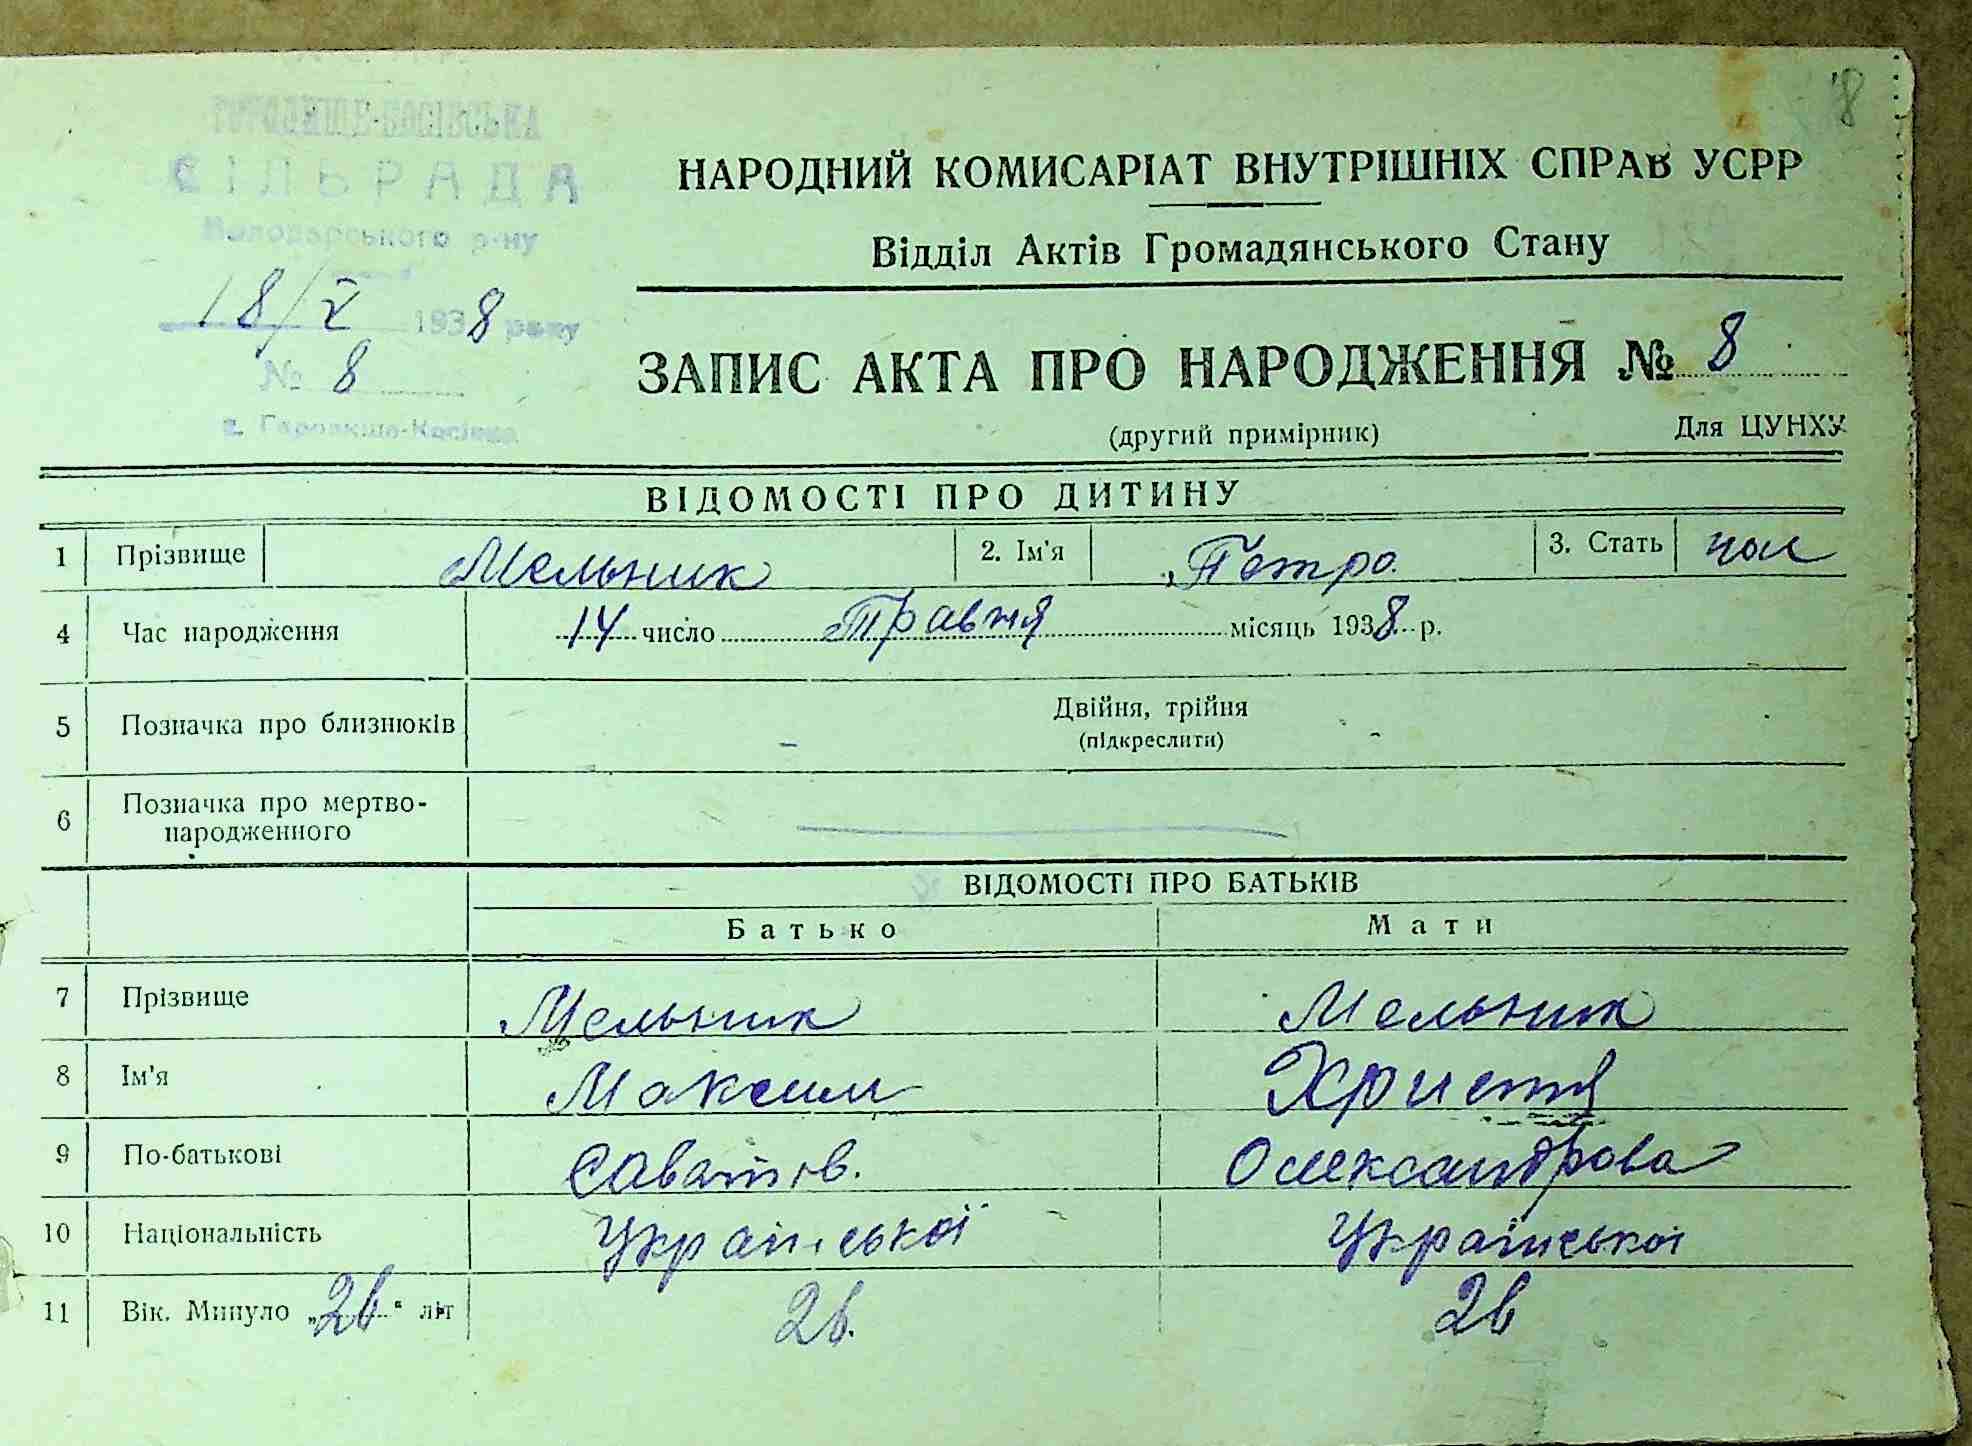 8
ГОРОДИЩЕ-КОСІВСЬКА
СІЛЬРАДА
Володарського р-ну
18/V 1938 року
№ 8
с. Городище-Косівка
НАРОДНИЙ КОМИСАРІАТ ВНУТРІШНІХ СПРАВ УСРР
Відділ Актів Громадянського Стану
ЗАПИС АКТА ПРО НАРОДЖЕННЯ № 8
(другий примірник) Для ЦУНХУ
ВІДОМОСТІ ПРО ДИТИНУ
1 Прізвище Мельник 2. Ім'я Петро 3. Стать чол
4 Час народження 14 число Травня місяць 1938 р.
5 Позначка про близнюків Двійня, трійня
(підкреслити)
6 Позначка про мертво-
народженного
ВІДОМОСТІ ПРО БАТЬКІВ
Батько Мати
7 Прізвище Мельник Мельник
8 Ім'я Максим Христя
9 По-батькові Саватів. Олександрова
10 Національність Української Української
11 Вік. Минуло „26" літ 26. 26